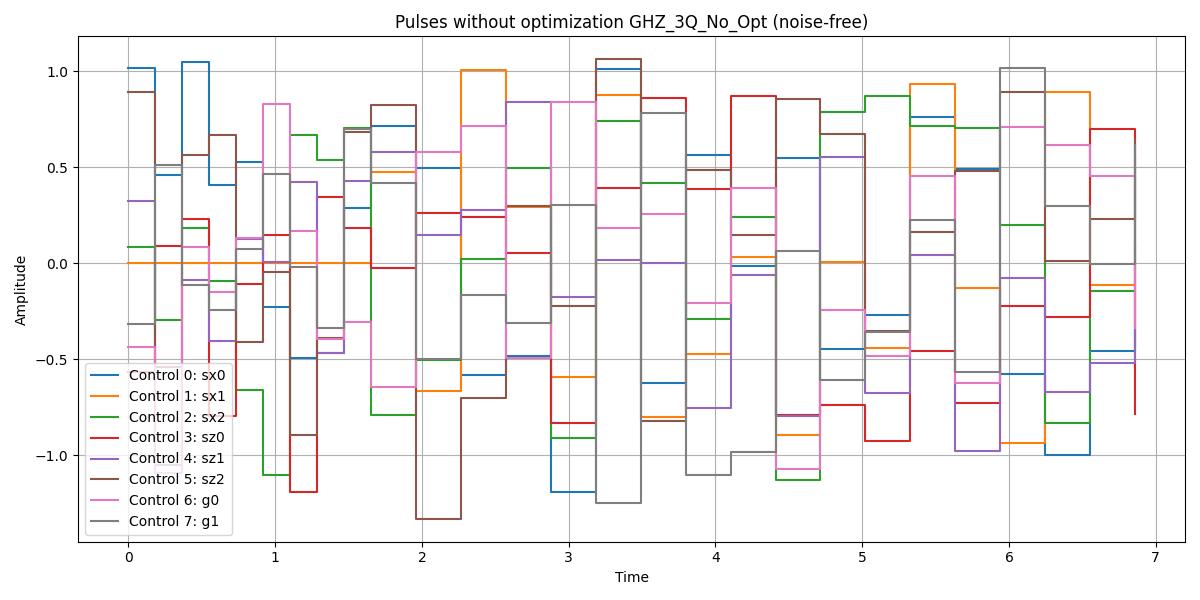 Pulses without optimization GHZ_3Q_No_Opt (noise-free)
1.0
0.5
0.0
−0.5
−1.0
Amplitude
Control 0: sx0
Control 1: sx1
Control 2: sx2
Control 3: sz0
Control 4: sz1
Control 5: sz2
Control 6: g0
Control 7: g1
0 1 2 3 4 5 6 7
Time